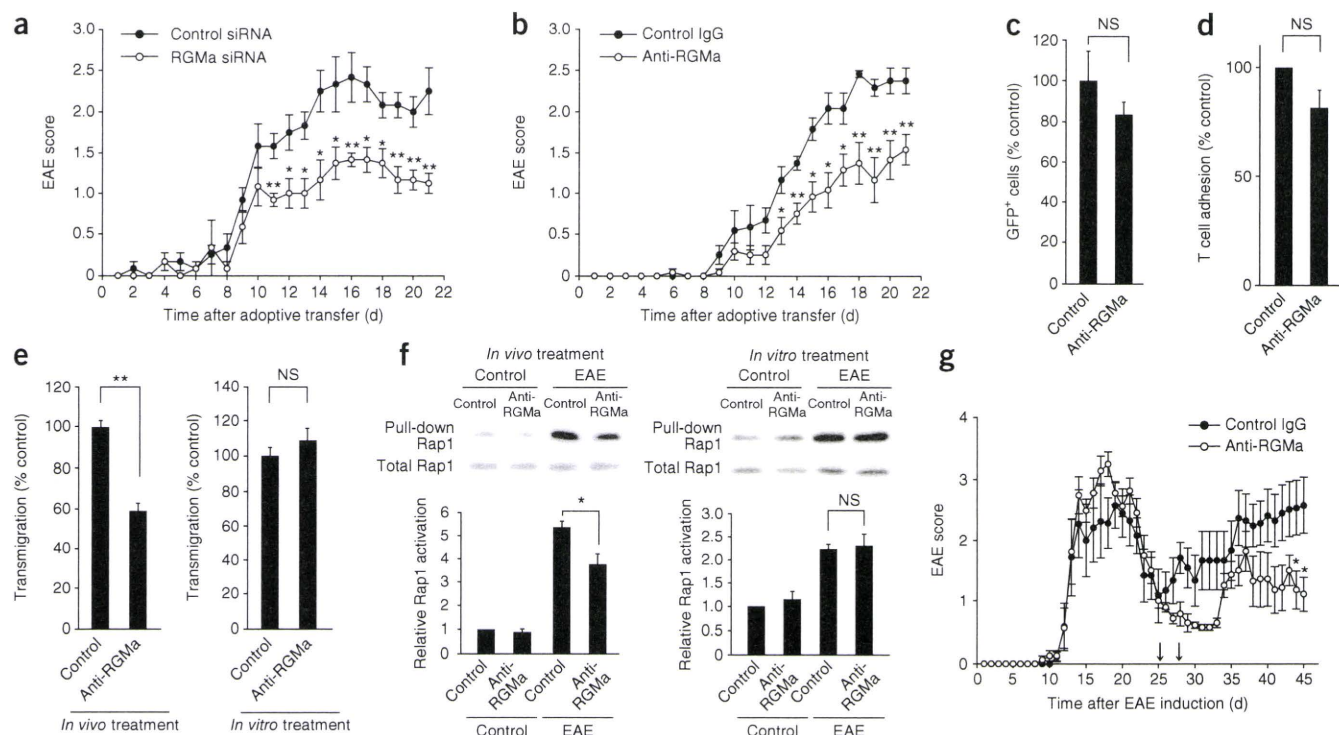 a
3.0
2.5
2.0
1.5
1.0
0.5
0
EAE score
Control siRNA
RGMa siRNA
** * * * * ** * * ** ** **
0 2 4 6 8 10 12 14 16 18 20 22
Time after adoptive transfer (d)
b
3.0
2.5
2.0
1.5
1.0
0.5
0
EAE score
Control IgG
Anti-RGMa
* ** * * * ** ** ** **
0 2 4 6 8 10 12 14 16 18 20 22
Time after adoptive transfer (d)
c
NS
120
100
80
60
40
20
0
GFP+ cells (% control)
Control
Anti-RGMa
d
NS
100
50
0
T cell adhesion (% control)
Control
Anti-RGMa
e
**
120
100
80
60
40
20
0
Transmigration (% control)
Control
Anti-RGMa
In vivo treatment
NS
140
120
100
80
60
40
20
0
Transmigration (% control)
Control
Anti-RGMa
In vitro treatment
f
In vivo treatment
Control EAE
Control Anti-RGMa Control Anti-RGMa
Pull-down Rap1
Total Rap1
*
6
5
4
3
2
1
0
Relative Rap1 activation
Control
Anti-RGMa
Control
Anti-RGMa
Control EAE
In vitro treatment
Control EAE
Control Anti-RGMa Control Anti-RGMa
Pull-down Rap1
Total Rap1
NS
3.0
2.5
2.0
1.5
1.0
0.5
0
Relative Rap1 activation
Control
Anti-RGMa
Control
Anti-RGMa
Control EAE
g
4
3
2
1
0
EAE score
Control IgG
Anti-RGMa
* *
0 5 10 15 20 25 30 35 40 45
Time after EAE induction (d)